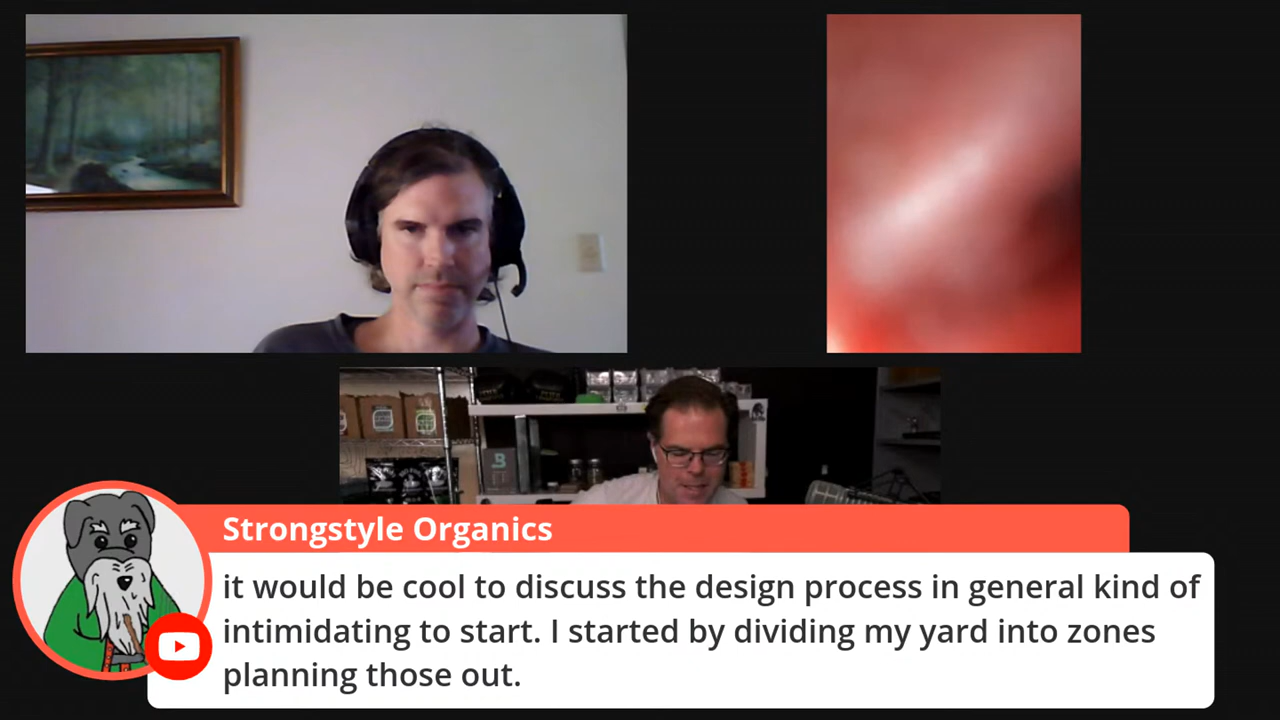 Strongstyle Organics
it would be cool to discuss the design process in general kind of
intimidating to start. I started by dividing my yard into zones
planning those out.